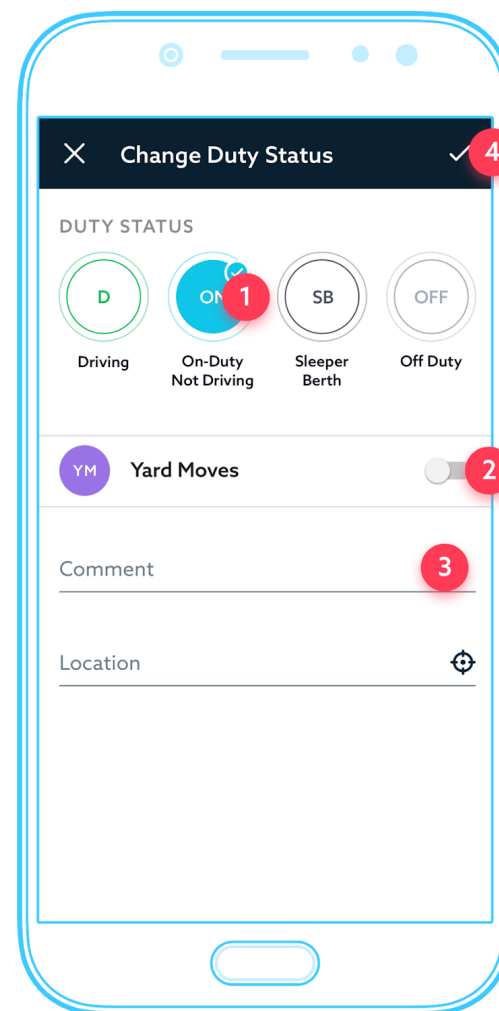 Change Duty Status
4
DUTY STATUS
D
ON
1
SB
OFF
Driving
On-Duty
Not Driving
Sleeper
Berth
Off Duty
YM
Yard Moves
2
Comment
3
Location